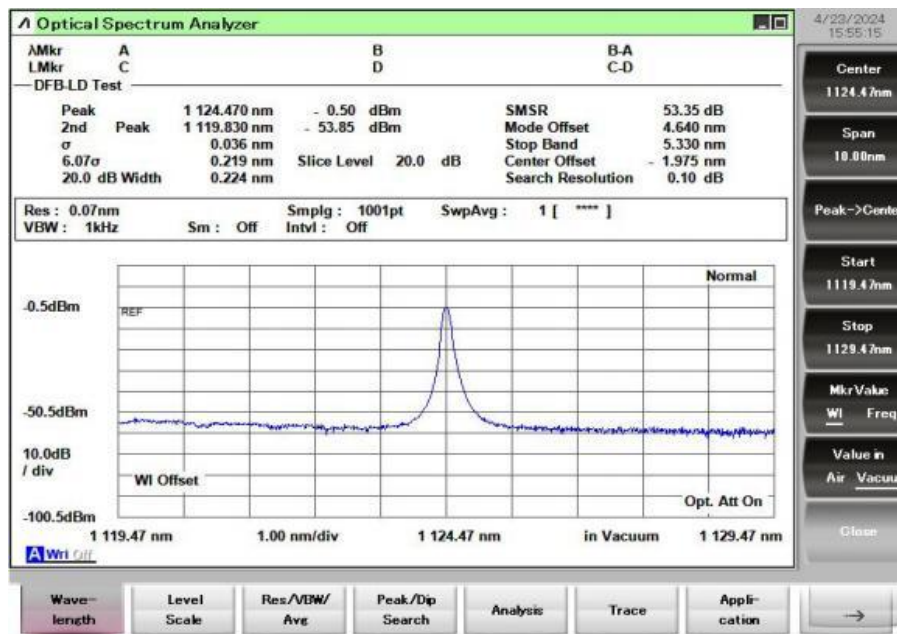 Optical Spectrum Analyzer
4/23/2024
15:55:15
λMkr A B B-A
LMkr C D C-D
DFB-LD Test
Peak 1 124.470 nm - 0.50 dBm SMSR 53.35 dB
2nd Peak 1 119.830 nm - 53.85 dBm Mode Offset 4.640 nm
σ 0.036 nm Stop Band 5.330 nm
6.07σ 0.219 nm Slice Level 20.0 dB Center Offset - 1.975 nm
20.0 dB Width 0.224 nm Search Resolution 0.10 dB
Res : 0.07nm Smplg : 1001pt SwpAvg : 1 [ **** ]
VBW : 1kHz Sm : Off Intvl : Off
Normal
-0.5dBm
REF
-50.5dBm
10.0dB
/ div
Wl Offset
Opt. Att On
-100.5dBm
1 119.47 nm 1.00 nm/div 1 124.47 nm in Vacuum 1 129.47 nm
A Wri Off
Center
1124.47nm
Span
10.00nm
Peak->Cente
Start
1119.47nm
Stop
1129.47nm
Mkr Value
Wl Freq
Value in
Air Vacuu
Close
Wave-
length
Level
Scale
Res/VBW/
Avg
Peak/Dip
Search
Analysis
Trace
Appli-
cation
→